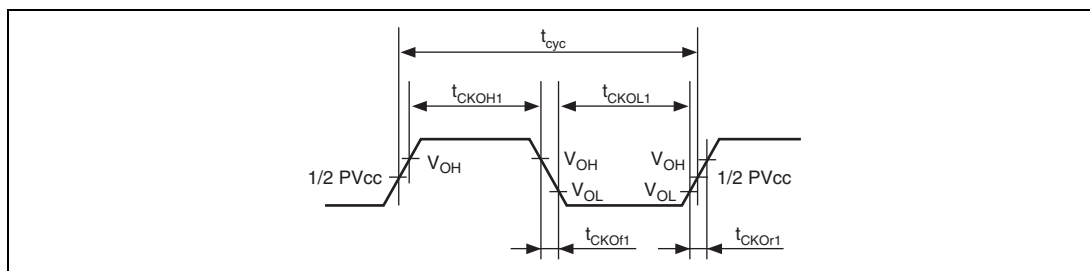 tcyc
tCKOH1 tCKOL1
VOH VOH VOH
1/2 PVcc 1/2 PVcc
VOL VOL
tCKOf1 tCKOr1